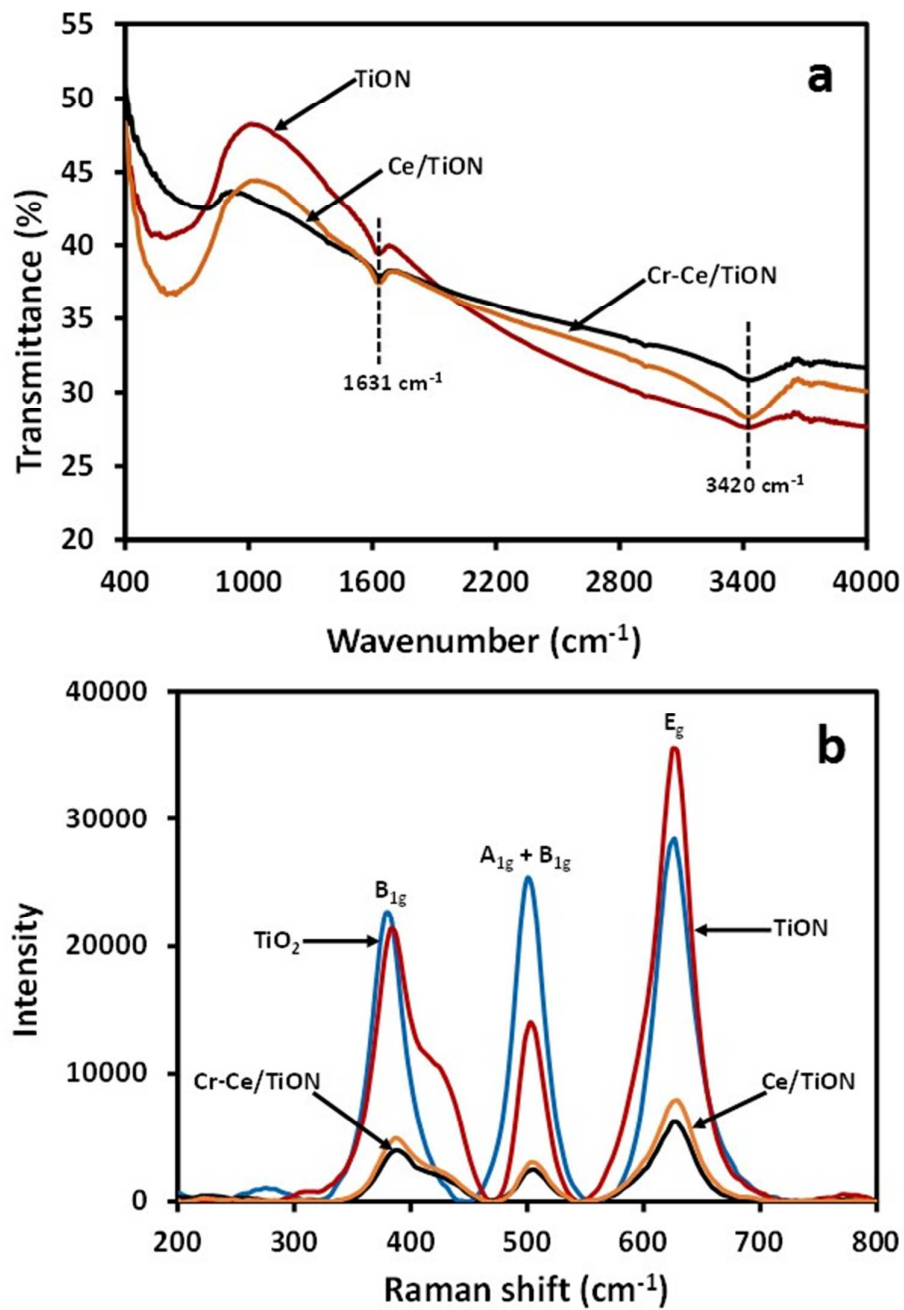 55
50
45
40
35
30
25
20
Transmittance (%)
a
TiON
Ce/TiON
Cr-Ce/TiON
1631 cm⁻¹
3420 cm⁻¹
400 1000 1600 2200 2800 3400 4000
Wavenumber (cm⁻¹)
40000
30000
20000
10000
0
Intensity
b
E₉
A₁g + B₁g
B₁g
TiO₂
TiON
Cr-Ce/TiON
Ce/TiON
200 300 400 500 600 700 800
Raman shift (cm⁻¹)